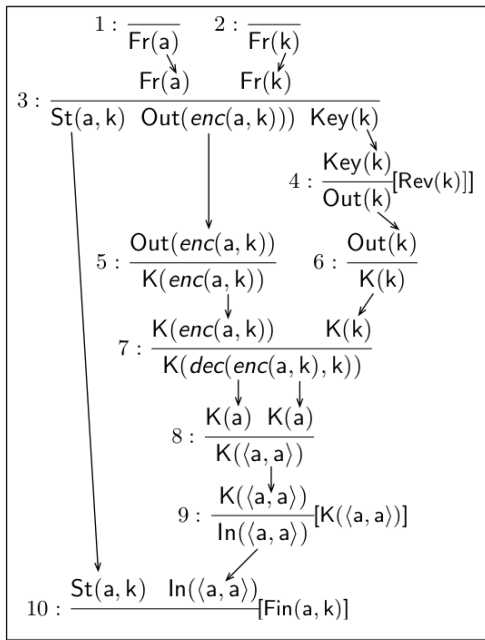 1 : 2 :
Fr(a) Fr(k)
Fr(a) Fr(k)
3 :
St(a, k) Out(enc(a, k))) Key(k)
Key(k)
4 : [Rev(k)]]
Out(k)
Out(enc(a, k)) Out(k)
5 : 6 :
K(enc(a, k)) K(k)
K(enc(a, k)) K(k)
7 :
K(dec(enc(a, k), k))
K(a) K(a)
8 :
K(⟨a, a⟩)
K(⟨a, a⟩)
9 : [K(⟨a, a⟩)]
In(⟨a, a⟩)
St(a, k) In(⟨a, a⟩)
10 : [Fin(a, k)]